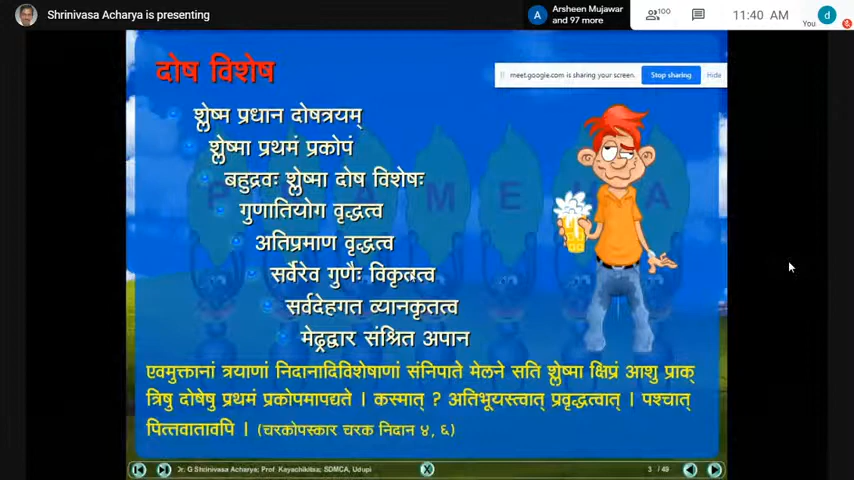 Shrinivasa Acharya is presenting
A
Arsheen Mujawar
and 97 more
100
11:40 AM
You
d
दोष विशेष
meet.google.com is sharing your screen.
Stop sharing
Hide
श्लेष्म प्रधान दोषत्रयम्
श्लेष्मा प्रथमं प्रकोपं
बहुद्रवः श्लेष्मा दोष विशेषः
गुणातियोग वृद्धत्व
अतिप्रमाण वृद्धत्व
सर्वैरेव गुणैः विकृतत्व
सर्वदेहगत व्यानकृतत्व
मेढ्रद्वार संश्रित अपान
P A M E H A
एवमुक्तानां त्रयाणां निदानादिविशेषाणां संनिपाते मेलने सति श्लेष्मा क्षिप्रं आशु प्राक्
त्रिषु दोषेषु प्रथमं प्रकोपमापद्यते । कस्मात् ? अतिभूयस्त्वात् प्रवृद्धत्वात् । पश्चात्
पित्तवातावपि । (चरकोपस्कार चरक निदान ४, ६)
Dr. G Shrinivasa Acharya; Prof Kayachikitsa; SDMCA, Udupi
3 / 49